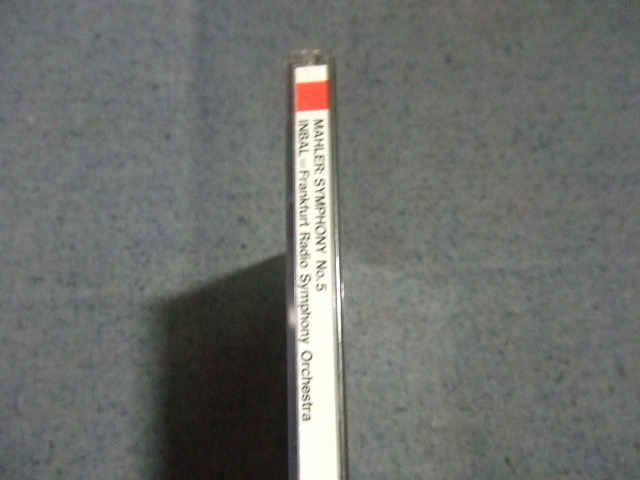 MAHLER: SYMPHONY No.5
INBAL=Frankfurt Radio Symphony Orchestra